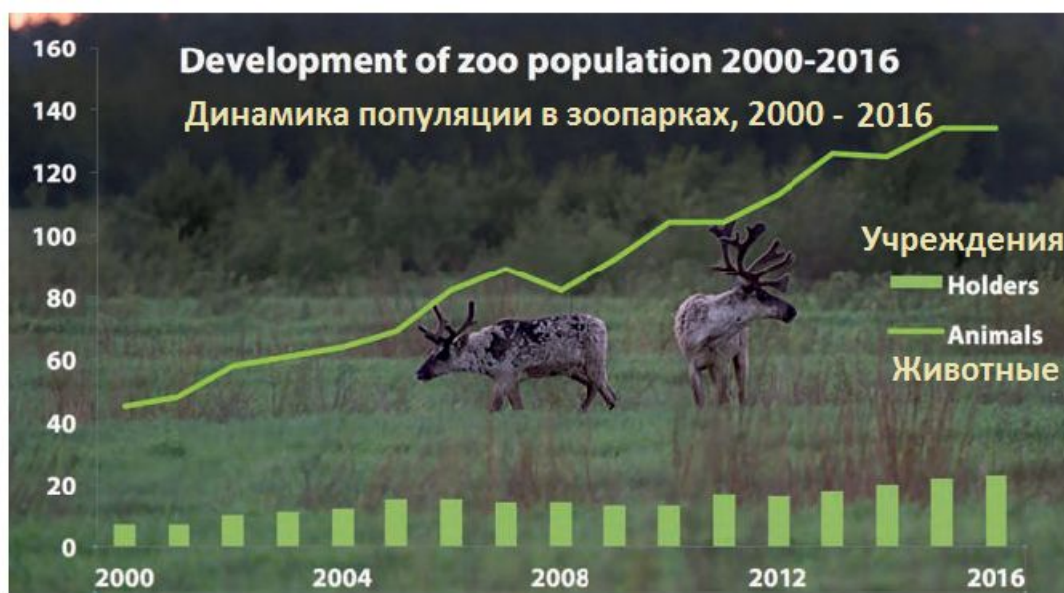 Development of zoo population 2000-2016
Динамика популяции в зоопарках, 2000 - 2016
160
140
120
100
80
60
40
20
0
Учреждения
Holders
Animals
Животные
2000 2004 2008 2012 2016